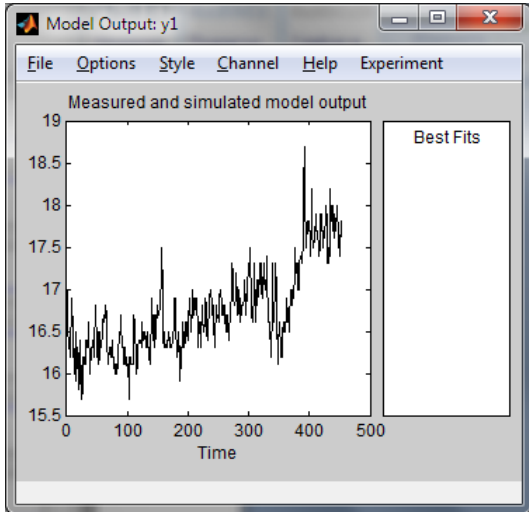 Model Output: y1
File Options Style Channel Help Experiment
Measured and simulated model output
Best Fits
19
18.5
18
17.5
17
16.5
16
15.5
0 100 200 300 400 500
Time